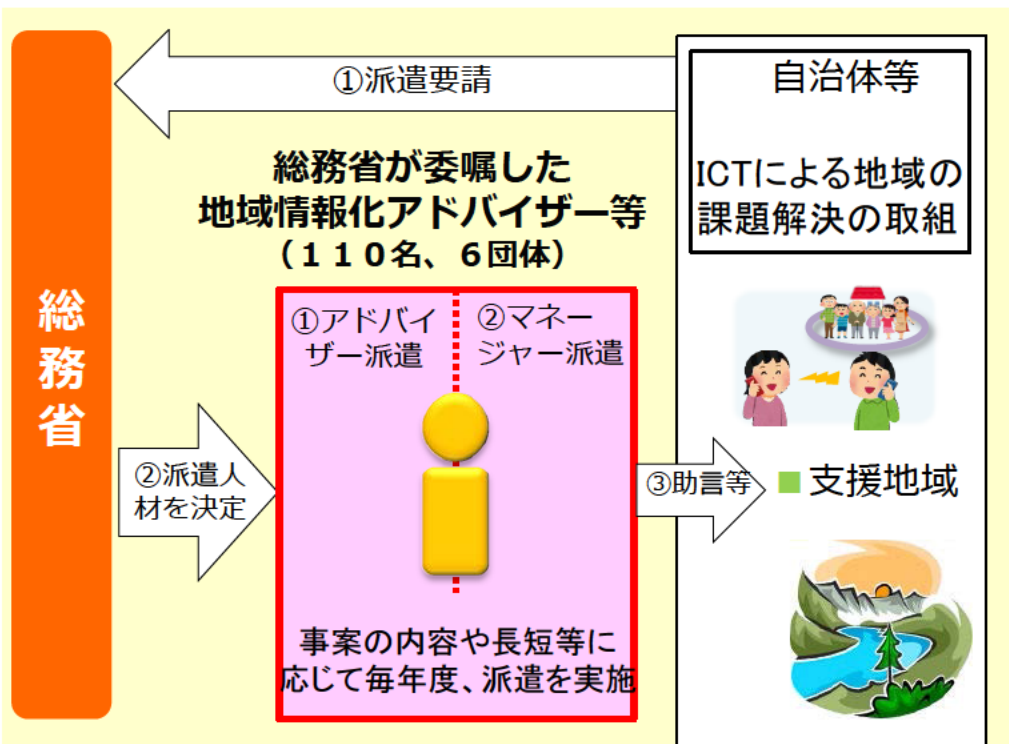 総務省
①派遣要請
自治体等
ICTによる地域の
課題解決の取組
総務省が委嘱した
地域情報化アドバイザー等
（１１０名、６団体）
①アドバイ
ザー派遣
②マネー
ジャー派遣
②派遣人
材を決定
③助言等
■支援地域
事案の内容や長短等に
応じて毎年度、派遣を実施